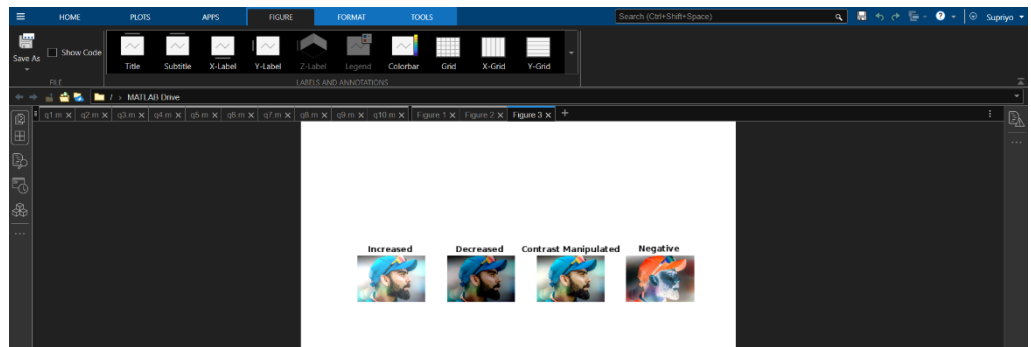 HOME PLOTS APPS FIGURE FORMAT TOOLS Search (Ctrl+Shift+Space) Supriyo
Save As Show Code
Title Subtitle X-Label Y-Label Z-Label Legend Colorbar Grid X-Grid Y-Grid
FILE LABELS AND ANNOTATIONS
/ > MATLAB Drive
q1.m × q2.m × q3.m × q4.m × q5.m × q6.m × q7.m × q8.m × q9.m × q10.m × Figure 1 × Figure 2 × Figure 3 × +
Increased Decreased Contrast Manipulated Negative